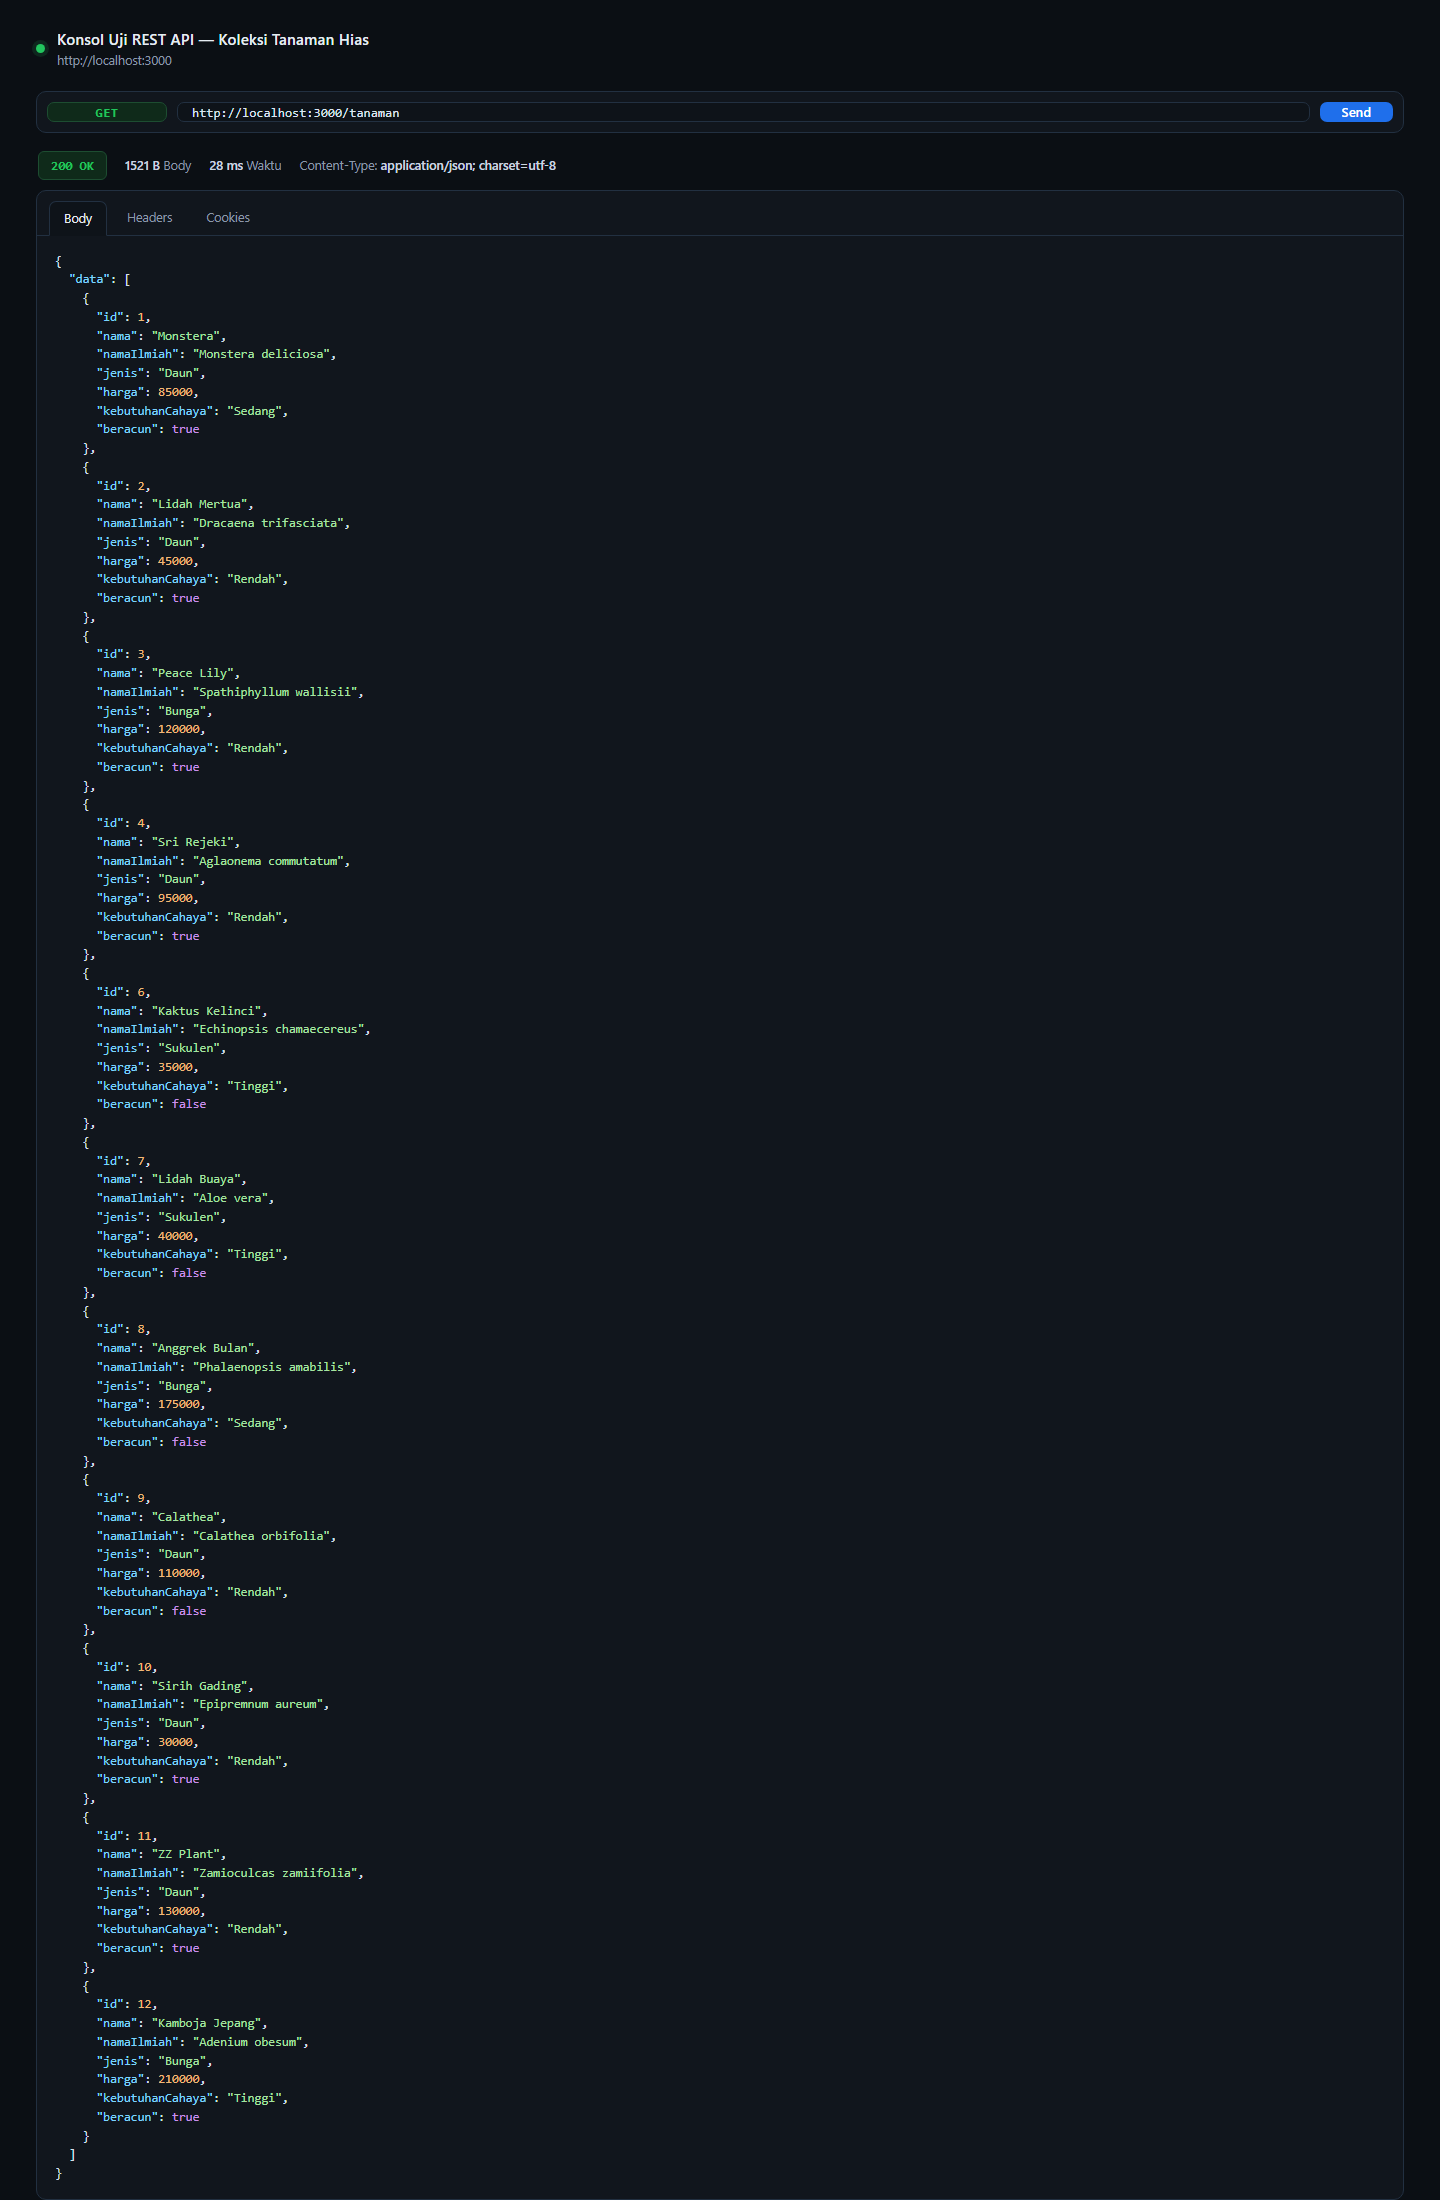 Konsol Uji REST API — Koleksi Tanaman Hias
http://localhost:3000
GET http://localhost:3000/tanaman Send
200 OK 1521 B Body 28 ms Waktu Content-Type: application/json; charset=utf-8
Body Headers Cookies
{
  "data": [
    {
      "id": 1,
      "nama": "Monstera",
      "namaIlmiah": "Monstera deliciosa",
      "jenis": "Daun",
      "harga": 85000,
      "kebutuhanCahaya": "Sedang",
      "beracun": true
    },
    {
      "id": 2,
      "nama": "Lidah Mertua",
      "namaIlmiah": "Dracaena trifasciata",
      "jenis": "Daun",
      "harga": 45000,
      "kebutuhanCahaya": "Rendah",
      "beracun": true
    },
    {
      "id": 3,
      "nama": "Peace Lily",
      "namaIlmiah": "Spathiphyllum wallisii",
      "jenis": "Bunga",
      "harga": 120000,
      "kebutuhanCahaya": "Rendah",
      "beracun": true
    },
    {
      "id": 4,
      "nama": "Sri Rejeki",
      "namaIlmiah": "Aglaonema commutatum",
      "jenis": "Daun",
      "harga": 95000,
      "kebutuhanCahaya": "Rendah",
      "beracun": true
    },
    {
      "id": 6,
      "nama": "Kaktus Kelinci",
      "namaIlmiah": "Echinopsis chamaecereus",
      "jenis": "Sukulen",
      "harga": 35000,
      "kebutuhanCahaya": "Tinggi",
      "beracun": false
    },
    {
      "id": 7,
      "nama": "Lidah Buaya",
      "namaIlmiah": "Aloe vera",
      "jenis": "Sukulen",
      "harga": 40000,
      "kebutuhanCahaya": "Tinggi",
      "beracun": false
    },
    {
      "id": 8,
      "nama": "Anggrek Bulan",
      "namaIlmiah": "Phalaenopsis amabilis",
      "jenis": "Bunga",
      "harga": 175000,
      "kebutuhanCahaya": "Sedang",
      "beracun": false
    },
    {
      "id": 9,
      "nama": "Calathea",
      "namaIlmiah": "Calathea orbifolia",
      "jenis": "Daun",
      "harga": 110000,
      "kebutuhanCahaya": "Rendah",
      "beracun": false
    },
    {
      "id": 10,
      "nama": "Sirih Gading",
      "namaIlmiah": "Epipremnum aureum",
      "jenis": "Daun",
      "harga": 30000,
      "kebutuhanCahaya": "Rendah",
      "beracun": true
    },
    {
      "id": 11,
      "nama": "ZZ Plant",
      "namaIlmiah": "Zamioculcas zamiifolia",
      "jenis": "Daun",
      "harga": 130000,
      "kebutuhanCahaya": "Rendah",
      "beracun": true
    },
    {
      "id": 12,
      "nama": "Kamboja Jepang",
      "namaIlmiah": "Adenium obesum",
      "jenis": "Bunga",
      "harga": 210000,
      "kebutuhanCahaya": "Tinggi",
      "beracun": true
    }
  ]
}